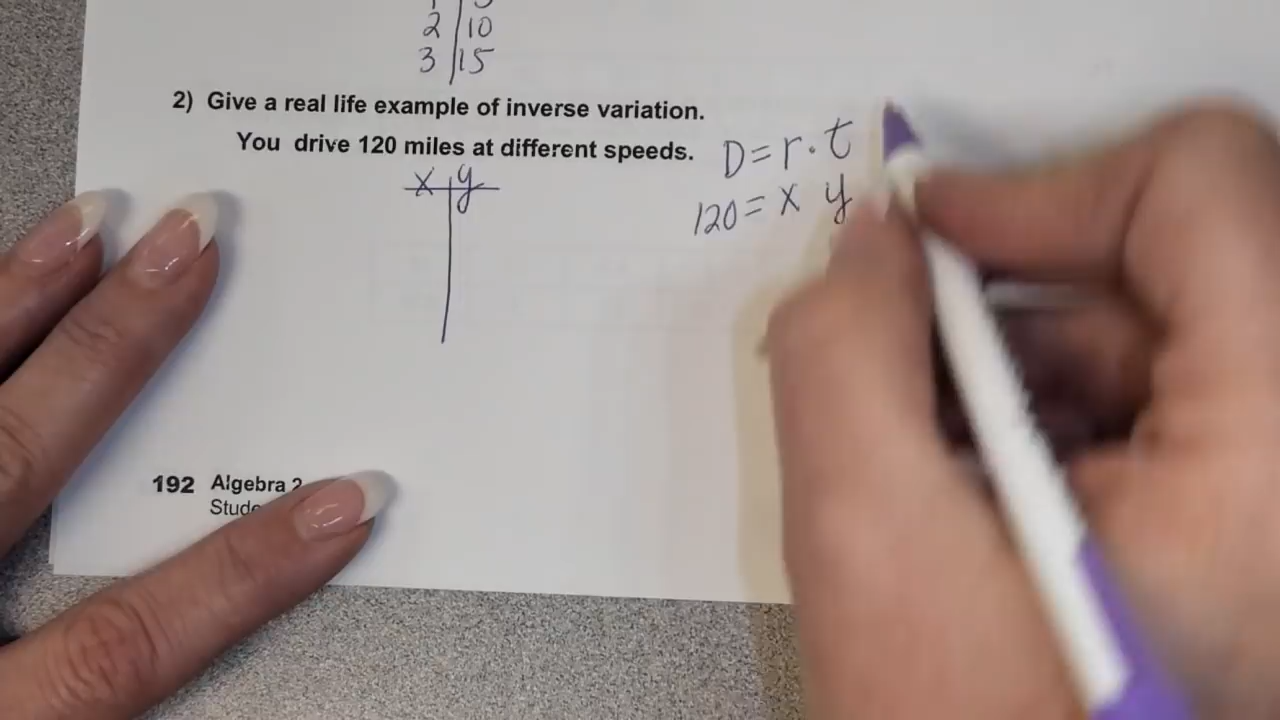 2 10
3 15
2) Give a real life example of inverse variation.
You drive 120 miles at different speeds.
D = r · t
x y
120 = x y
192 Algebra 2